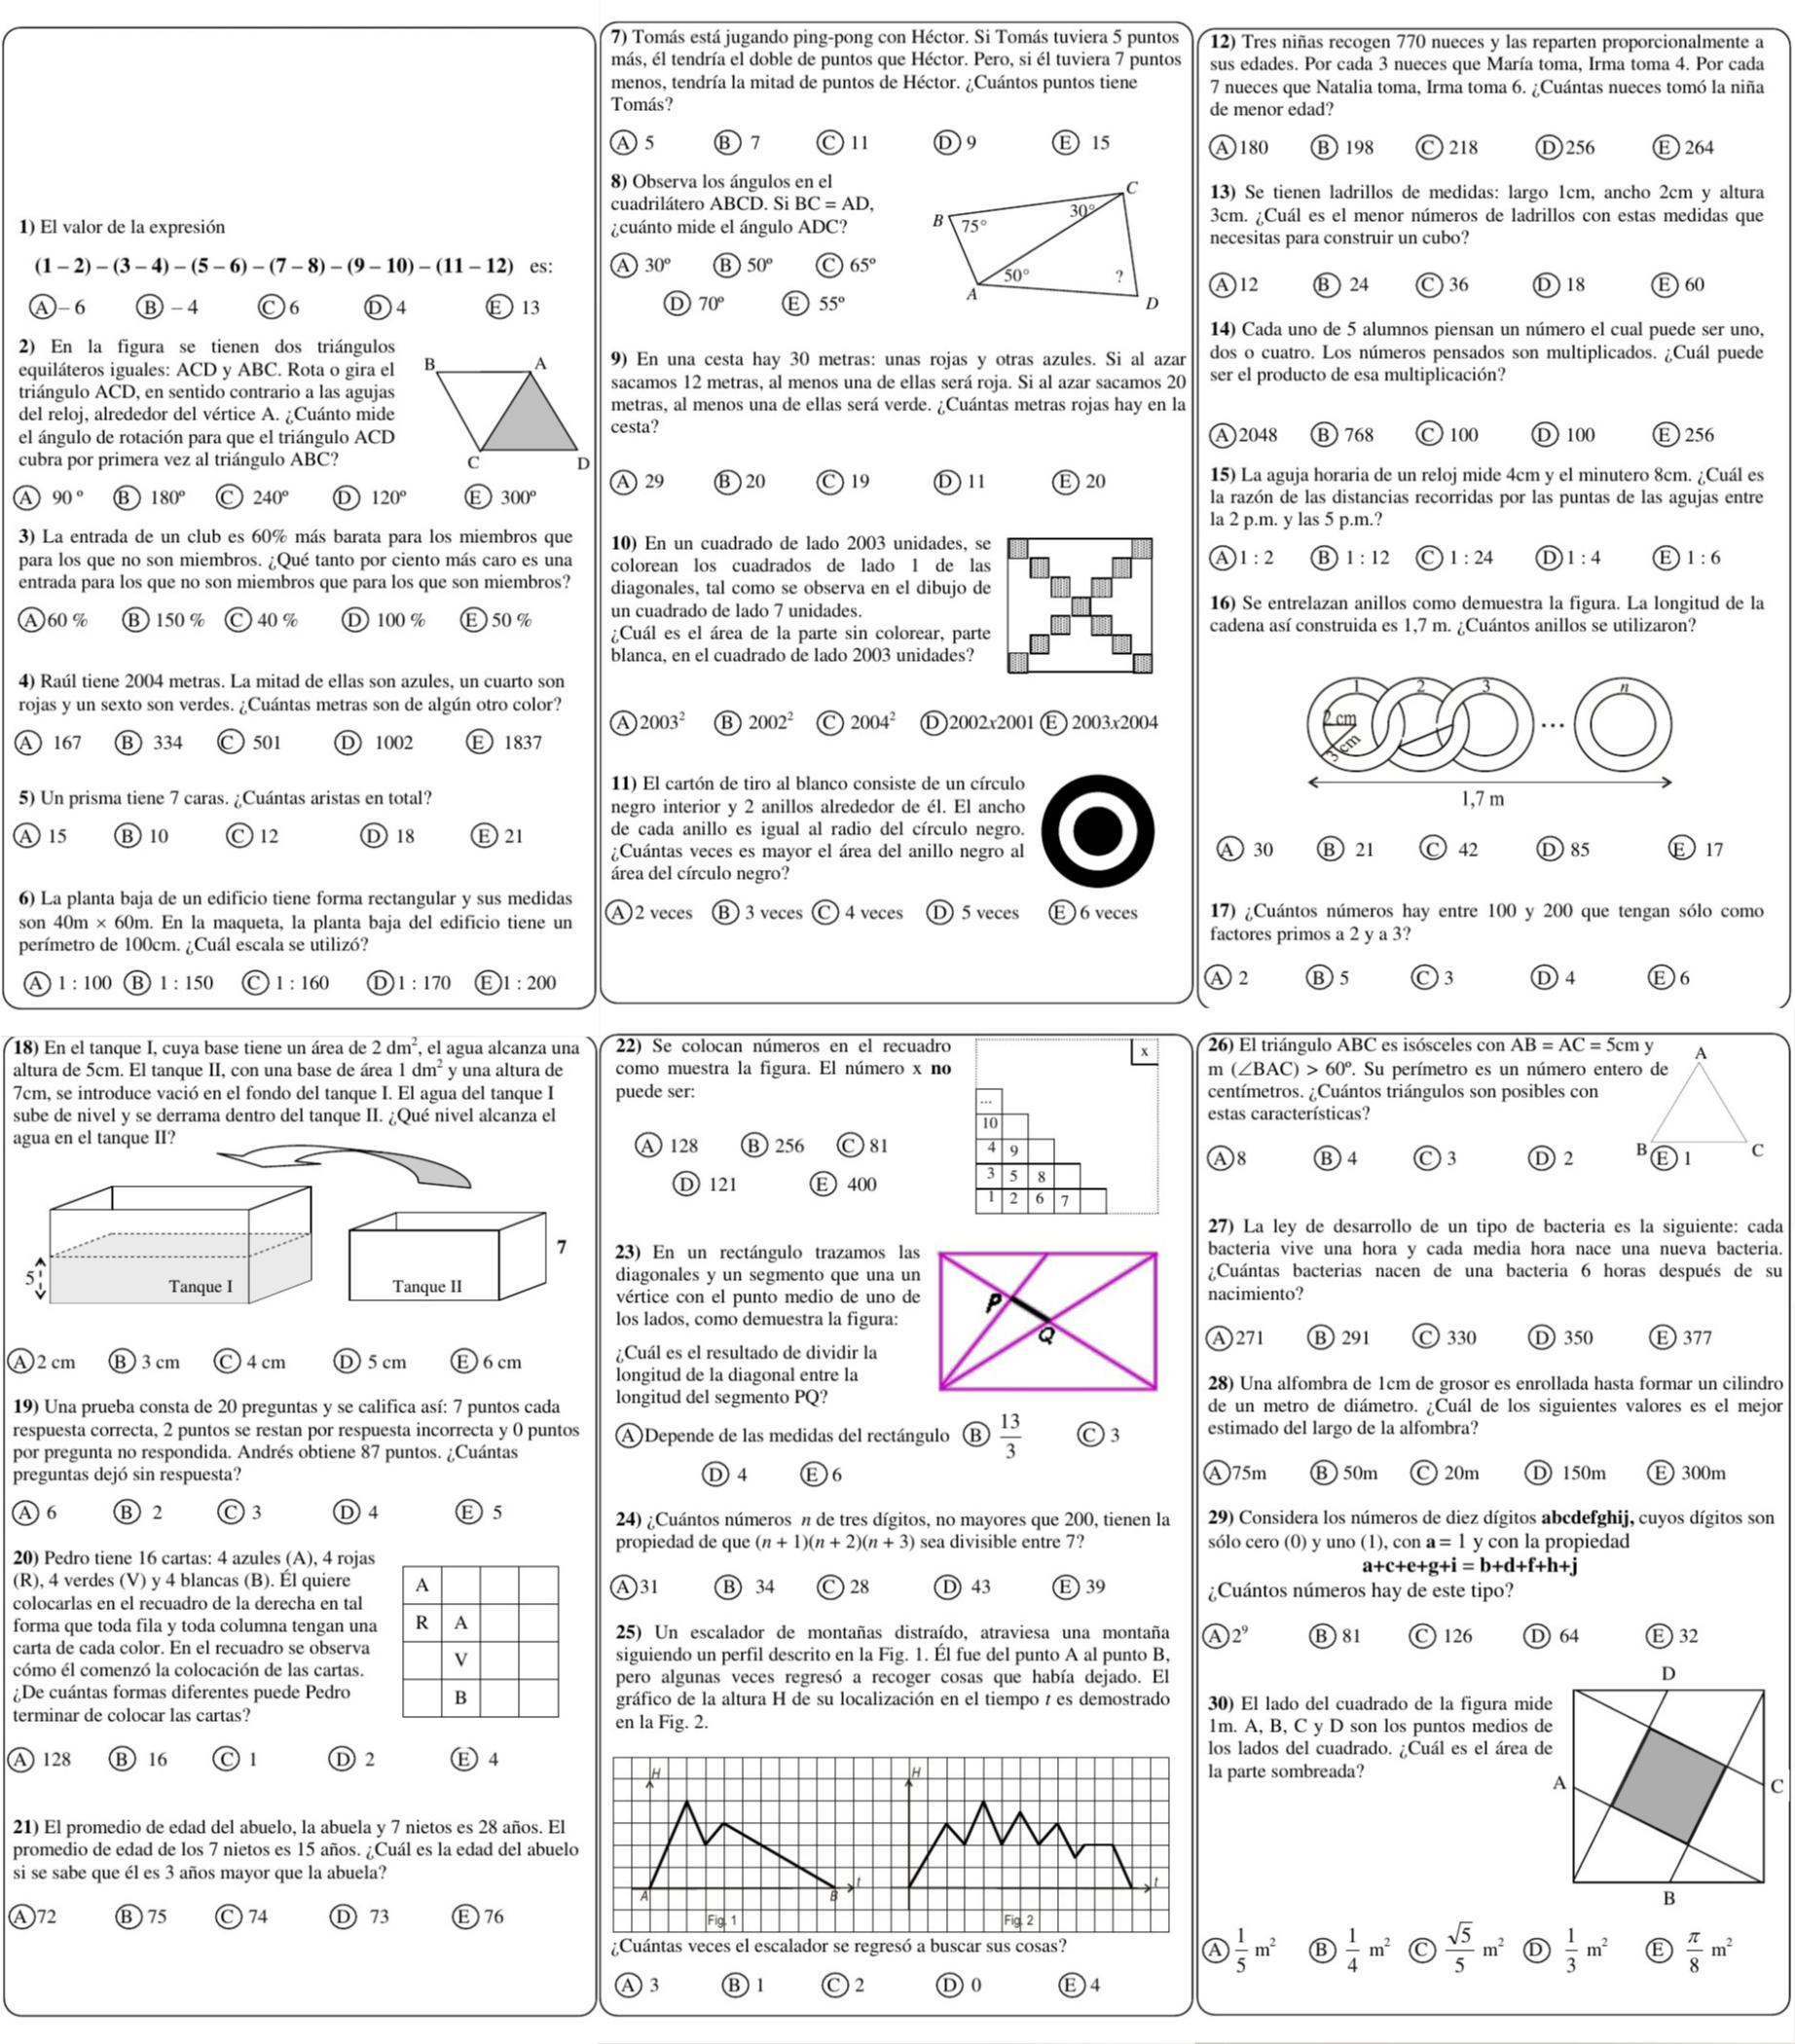 1) El valor de la expresión
(1 – 2) – (3 – 4) – (5 – 6) – (7 – 8) – (9 – 10) – (11 – 12) es:
A – 6 B – 4 C 6 D 4 E 13
2) En la figura se tienen dos triángulos
equiláteros iguales: ACD y ABC. Rota o gira el
triángulo ACD, en sentido contrario a las agujas
del reloj, alrededor del vértice A. ¿Cuánto mide
el ángulo de rotación para que el triángulo ACD
cubra por primera vez al triángulo ABC?
B A
C D
A 90 º B 180º C 240º D 120º E 300º
3) La entrada de un club es 60% más barata para los miembros que
para los que no son miembros. ¿Qué tanto por ciento más caro es una
entrada para los que no son miembros que para los que son miembros?
A 60 % B 150 % C 40 % D 100 % E 50 %
4) Raúl tiene 2004 metras. La mitad de ellas son azules, un cuarto son
rojas y un sexto son verdes. ¿Cuántas metras son de algún otro color?
A 167 B 334 C 501 D 1002 E 1837
5) Un prisma tiene 7 caras. ¿Cuántas aristas en total?
A 15 B 10 C 12 D 18 E 21
6) La planta baja de un edificio tiene forma rectangular y sus medidas
son 40m × 60m. En la maqueta, la planta baja del edificio tiene un
perímetro de 100cm. ¿Cuál escala se utilizó?
A 1 : 100 B 1 : 150 C 1 : 160 D 1 : 170 E 1 : 200
7) Tomás está jugando ping-pong con Héctor. Si Tomás tuviera 5 puntos
más, él tendría el doble de puntos que Héctor. Pero, si él tuviera 7 puntos
menos, tendría la mitad de puntos de Héctor. ¿Cuántos puntos tiene
Tomás?
A 5 B 7 C 11 D 9 E 15
8) Observa los ángulos en el
cuadrilátero ABCD. Si BC = AD,
¿cuánto mide el ángulo ADC?
A 30º B 50º C 65º
D 70º E 55º
C
30°
B 75°
50° ?
A D
9) En una cesta hay 30 metras: unas rojas y otras azules. Si al azar
sacamos 12 metras, al menos una de ellas será roja. Si al azar sacamos 20
metras, al menos una de ellas será verde. ¿Cuántas metras rojas hay en la
cesta?
A 29 B 20 C 19 D 11 E 20
10) En un cuadrado de lado 2003 unidades, se
colorean los cuadrados de lado 1 de las
diagonales, tal como se observa en el dibujo de
un cuadrado de lado 7 unidades.
¿Cuál es el área de la parte sin colorear, parte
blanca, en el cuadrado de lado 2003 unidades?
A 2003² B 2002² C 2004² D 2002x2001 E 2003x2004
11) El cartón de tiro al blanco consiste de un círculo
negro interior y 2 anillos alrededor de él. El ancho
de cada anillo es igual al radio del círculo negro.
¿Cuántas veces es mayor el área del anillo negro al
área del círculo negro?
A 2 veces B 3 veces C 4 veces D 5 veces E 6 veces
12) Tres niñas recogen 770 nueces y las reparten proporcionalmente a
sus edades. Por cada 3 nueces que María toma, Irma toma 4. Por cada
7 nueces que Natalia toma, Irma toma 6. ¿Cuántas nueces tomó la niña
de menor edad?
A 180 B 198 C 218 D 256 E 264
13) Se tienen ladrillos de medidas: largo 1cm, ancho 2cm y altura
3cm. ¿Cuál es el menor números de ladrillos con estas medidas que
necesitas para construir un cubo?
A 12 B 24 C 36 D 18 E 60
14) Cada uno de 5 alumnos piensan un número el cual puede ser uno,
dos o cuatro. Los números pensados son multiplicados. ¿Cuál puede
ser el producto de esa multiplicación?
A 2048 B 768 C 100 D 100 E 256
15) La aguja horaria de un reloj mide 4cm y el minutero 8cm. ¿Cuál es
la razón de las distancias recorridas por las puntas de las agujas entre
la 2 p.m. y las 5 p.m.?
A 1 : 2 B 1 : 12 C 1 : 24 D 1 : 4 E 1 : 6
16) Se entrelazan anillos como demuestra la figura. La longitud de la
cadena así construida es 1,7 m. ¿Cuántos anillos se utilizaron?
1 2 3 n
2 cm
3 cm
...
1,7 m
A 30 B 21 C 42 D 85 E 17
17) ¿Cuántos números hay entre 100 y 200 que tengan sólo como
factores primos a 2 y a 3?
A 2 B 5 C 3 D 4 E 6
18) En el tanque I, cuya base tiene un área de 2 dm², el agua alcanza una
altura de 5cm. El tanque II, con una base de área 1 dm² y una altura de
7cm, se introduce vació en el fondo del tanque I. El agua del tanque I
sube de nivel y se derrama dentro del tanque II. ¿Qué nivel alcanza el
agua en el tanque II?
5 Tanque I Tanque II 7
A 2 cm B 3 cm C 4 cm D 5 cm E 6 cm
19) Una prueba consta de 20 preguntas y se califica así: 7 puntos cada
respuesta correcta, 2 puntos se restan por respuesta incorrecta y 0 puntos
por pregunta no respondida. Andrés obtiene 87 puntos. ¿Cuántas
preguntas dejó sin respuesta?
A 6 B 2 C 3 D 4 E 5
20) Pedro tiene 16 cartas: 4 azules (A), 4 rojas
(R), 4 verdes (V) y 4 blancas (B). Él quiere
colocarlas en el recuadro de la derecha en tal
forma que toda fila y toda columna tengan una
carta de cada color. En el recuadro se observa
cómo él comenzó la colocación de las cartas.
¿De cuántas formas diferentes puede Pedro
terminar de colocar las cartas?
A
R A
V
B
A 128 B 16 C 1 D 2 E 4
21) El promedio de edad del abuelo, la abuela y 7 nietos es 28 años. El
promedio de edad de los 7 nietos es 15 años. ¿Cuál es la edad del abuelo
si se sabe que él es 3 años mayor que la abuela?
A 72 B 75 C 74 D 73 E 76
22) Se colocan números en el recuadro
como muestra la figura. El número x no
puede ser:
A 128 B 256 C 81
D 121 E 400
x
...
10
4 9
3 5 8
1 2 6 7
23) En un rectángulo trazamos las
diagonales y un segmento que una un
vértice con el punto medio de uno de
los lados, como demuestra la figura:
¿Cuál es el resultado de dividir la
longitud de la diagonal entre la
longitud del segmento PQ?
P
Q
A Depende de las medidas del rectángulo B 13/3 C 3
D 4 E 6
24) ¿Cuántos números n de tres dígitos, no mayores que 200, tienen la
propiedad de que (n + 1)(n + 2)(n + 3) sea divisible entre 7?
A 31 B 34 C 28 D 43 E 39
25) Un escalador de montañas distraído, atraviesa una montaña
siguiendo un perfil descrito en la Fig. 1. Él fue del punto A al punto B,
pero algunas veces regresó a recoger cosas que había dejado. El
gráfico de la altura H de su localización en el tiempo t es demostrado
en la Fig. 2.
H H
t t
A B
Fig. 1 Fig. 2
¿Cuántas veces el escalador se regresó a buscar sus cosas?
A 3 B 1 C 2 D 0 E 4
26) El triángulo ABC es isósceles con AB = AC = 5cm y
m (∠BAC) > 60º. Su perímetro es un número entero de
centímetros. ¿Cuántos triángulos son posibles con
estas características?
A
B C
A 8 B 4 C 3 D 2 E 1
27) La ley de desarrollo de un tipo de bacteria es la siguiente: cada
bacteria vive una hora y cada media hora nace una nueva bacteria.
¿Cuántas bacterias nacen de una bacteria 6 horas después de su
nacimiento?
A 271 B 291 C 330 D 350 E 377
28) Una alfombra de 1cm de grosor es enrollada hasta formar un cilindro
de un metro de diámetro. ¿Cuál de los siguientes valores es el mejor
estimado del largo de la alfombra?
A 75m B 50m C 20m D 150m E 300m
29) Considera los números de diez dígitos abcdefghij, cuyos dígitos son
sólo cero (0) y uno (1), con a = 1 y con la propiedad
a+c+e+g+i = b+d+f+h+j
¿Cuántos números hay de este tipo?
A 2⁹ B 81 C 126 D 64 E 32
30) El lado del cuadrado de la figura mide
1m. A, B, C y D son los puntos medios de
los lados del cuadrado. ¿Cuál es el área de
la parte sombreada?
D
A C
B
A 1/5 m² B 1/4 m² C √5/5 m² D 1/3 m² E π/8 m²